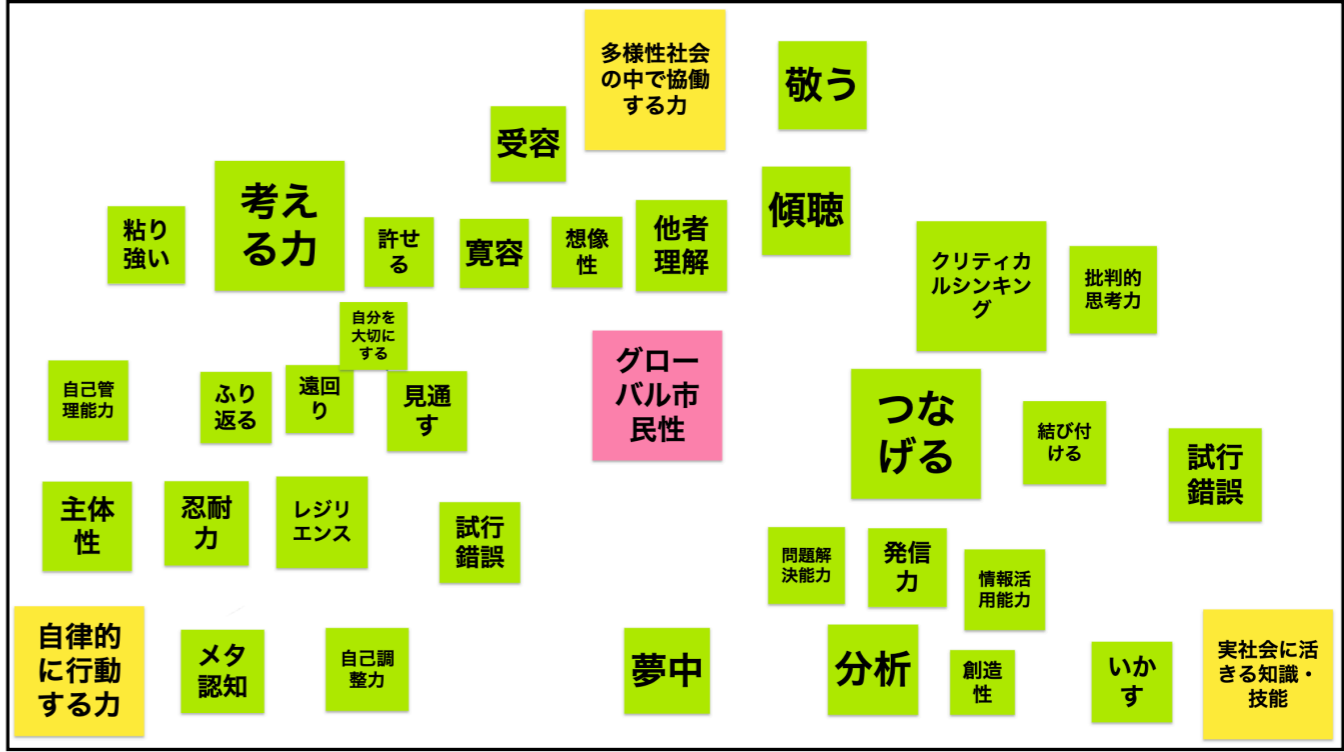 多様性社会
の中で協働
する力
敬う
受容
考え
る力
傾聴
粘り
強い
許せ
る
寛容
想像
性
他者
理解
クリティカ
ルシンキン
グ
批判的
思考力
自分を
大切に
する
グロー
バル市
民性
自己管
理能力
ふり
返る
遠回
り
見通
す
つな
げる
結び付
ける
試行
錯誤
主体
性
忍耐
力
レジリ
エンス
試行
錯誤
問題解
決能力
発信
力
情報活
用能力
自律的
に行動
する力
メタ
認知
自己調
整力
夢中
分析
創造
性
いか
す
実社会に活
きる知識・
技能